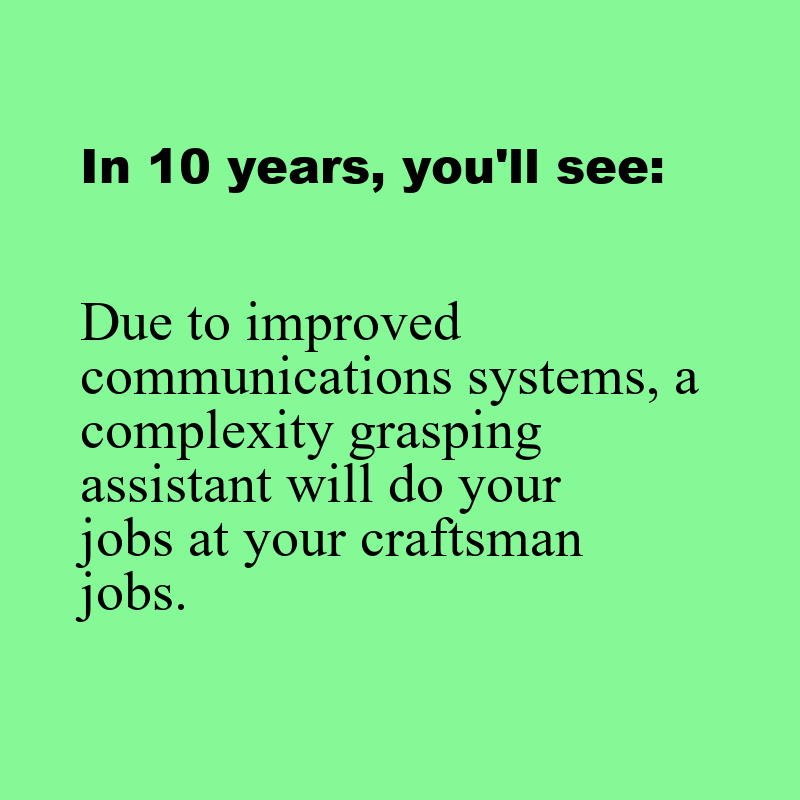 In 10 years, you'll see:
Due to improved
communications systems, a
complexity grasping
assistant will do your
jobs at your craftsman
jobs.